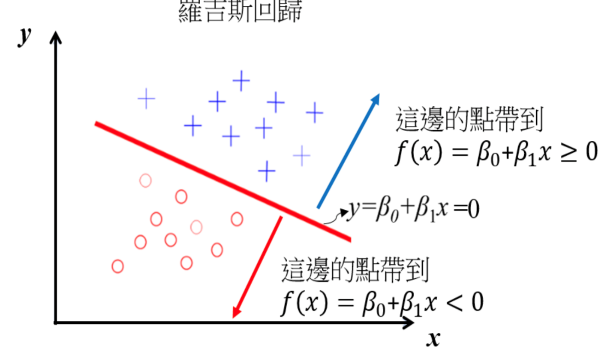 羅吉斯回歸
y
這邊的點帶到
f(x) = β₀+β₁x ≥ 0
y=β₀+β₁x=0
這邊的點帶到
f(x) = β₀+β₁x < 0
x